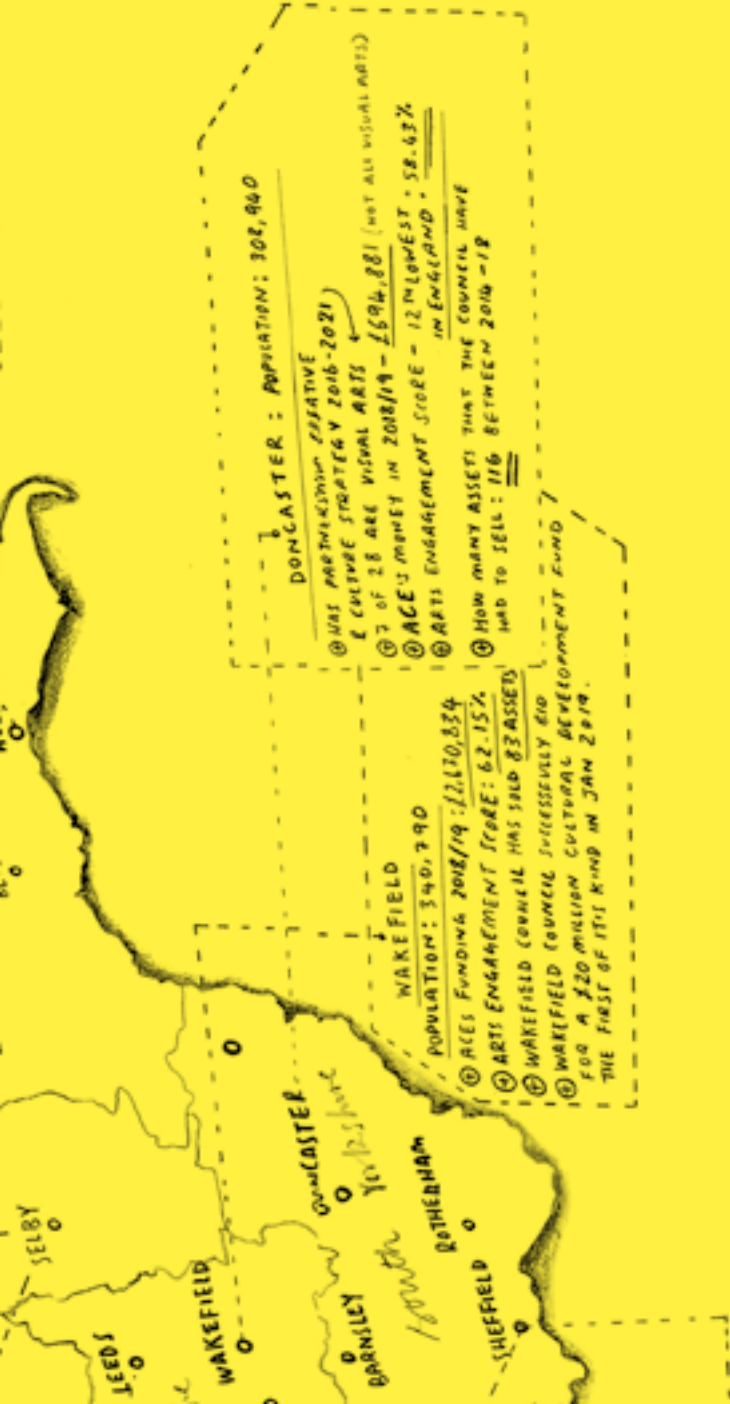 DONCASTER : POPULATION: 302,940
⊕ HAS PARTNERSHIP CREATIVE
& CULTURE STRATEGY 2016-2021
⊕ 7 OF 28 ARE VISUAL ARTS
⊕ ACE'S MONEY IN 2018/19 - £694,881 (NOT ALL VISUAL ARTS)
⊕ ARTS ENGAGEMENT SCORE - 12TH LOWEST : 58.43%
IN ENGLAND.
⊕ HOW MANY ASSETS THAT THE COUNCIL HAVE
HAD TO SELL : 116 BETWEEN 2014-18
WAKEFIELD
POPULATION: 340,790
⊕ ACES FUNDING 2018/19 : £2,670,834
⊕ ARTS ENGAGEMENT SCORE: 62.15%
⊕ WAKEFIELD COUNCIL HAS SOLD 83 ASSETS
⊕ WAKEFIELD COUNCIL SUCCESSFULLY BID
FOR A $20 MILLION CULTURAL DEVELOPMENT FUND
THE FIRST OF ITS KIND IN JAN 2019.
SELBY
LEEDS
WAKEFIELD
DONCASTER
South Yorkshire
BARNSLEY
ROTHERHAM
SHEFFIELD